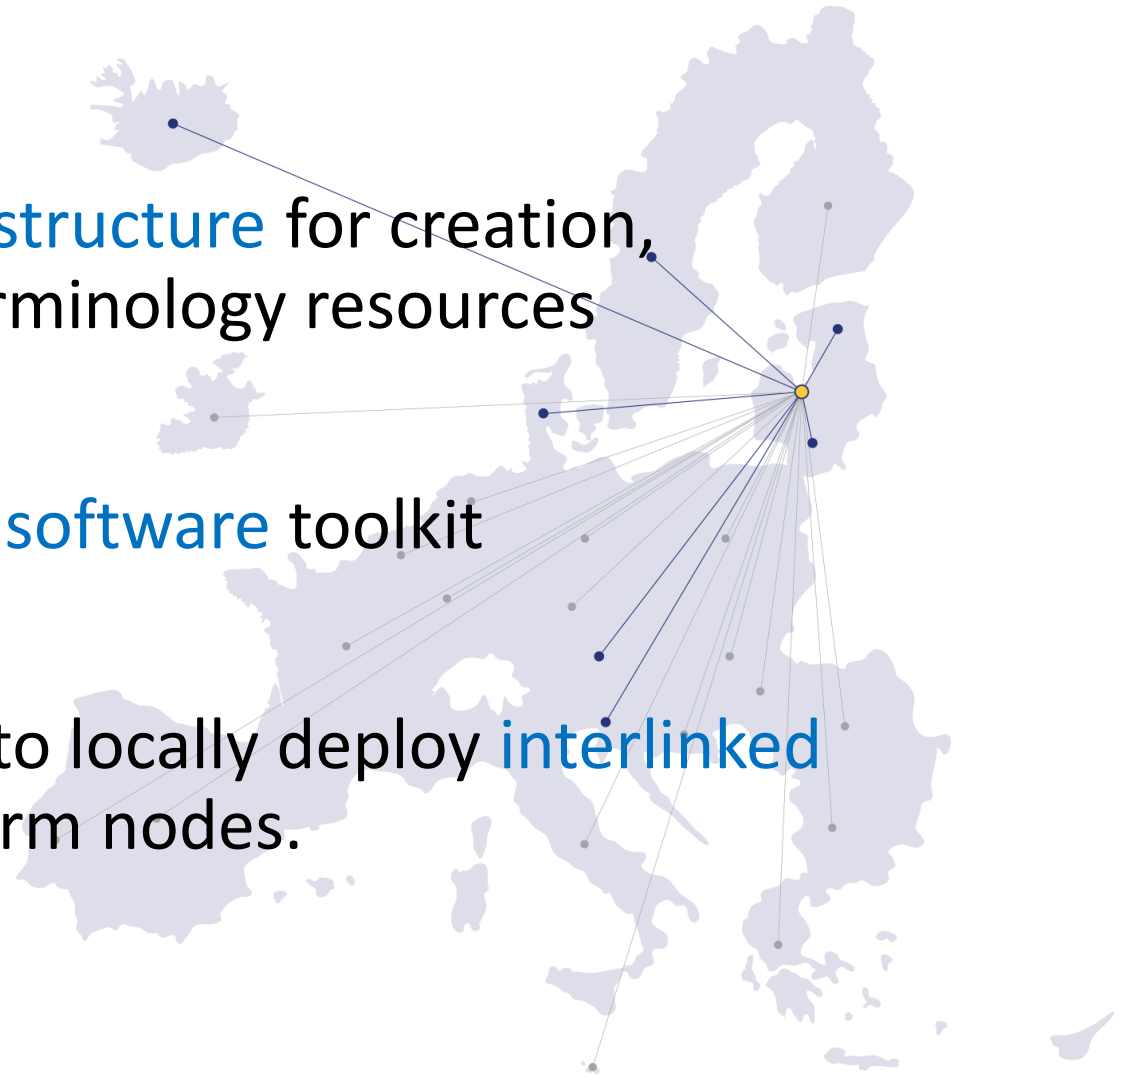 structure for creation,
rminology resources
software toolkit
to locally deploy interlinked
rm nodes.